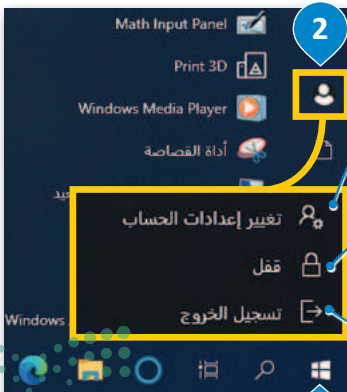 2
Math Input Panel
Print 3D
Windows Media Player
أداة القصاصة
تغيير إعدادات الحساب
قفل
تسجيل الخروج
Windows